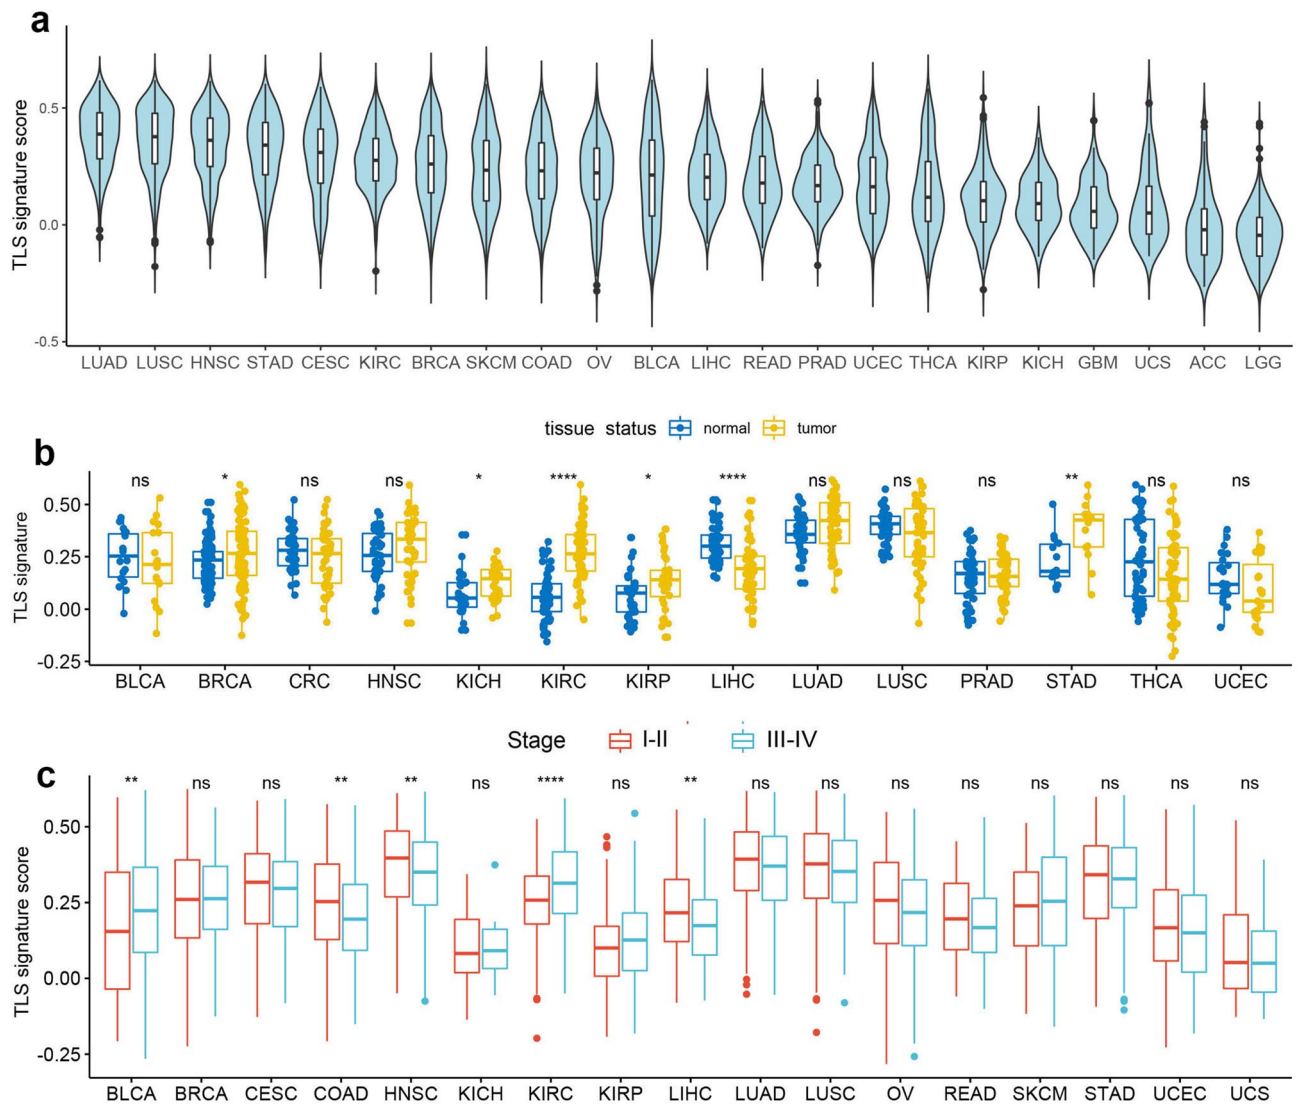 a
TLS signature score
0.5
0.0
-0.5
LUAD LUSC HNSC STAD CESC KIRC BRCA SKCM COAD OV BLCA LIHC READ PRAD UCEC THCA KIRP KICH GBM UCS ACC LGG
tissue status normal tumor
b
TLS signature
ns * ns ns * **** * **** ns ns ns ** ns ns
0.50
0.25
0.00
-0.25
BLCA BRCA CRC HNSC KICH KIRC KIRP LIHC LUAD LUSC PRAD STAD THCA UCEC
Stage I-II III-IV
c
TLS signature score
** ns ns ** ** ns **** ns ** ns ns ns ns ns ns ns ns
0.50
0.25
0.00
-0.25
BLCA BRCA CESC COAD HNSC KICH KIRC KIRP LIHC LUAD LUSC OV READ SKCM STAD UCEC UCS